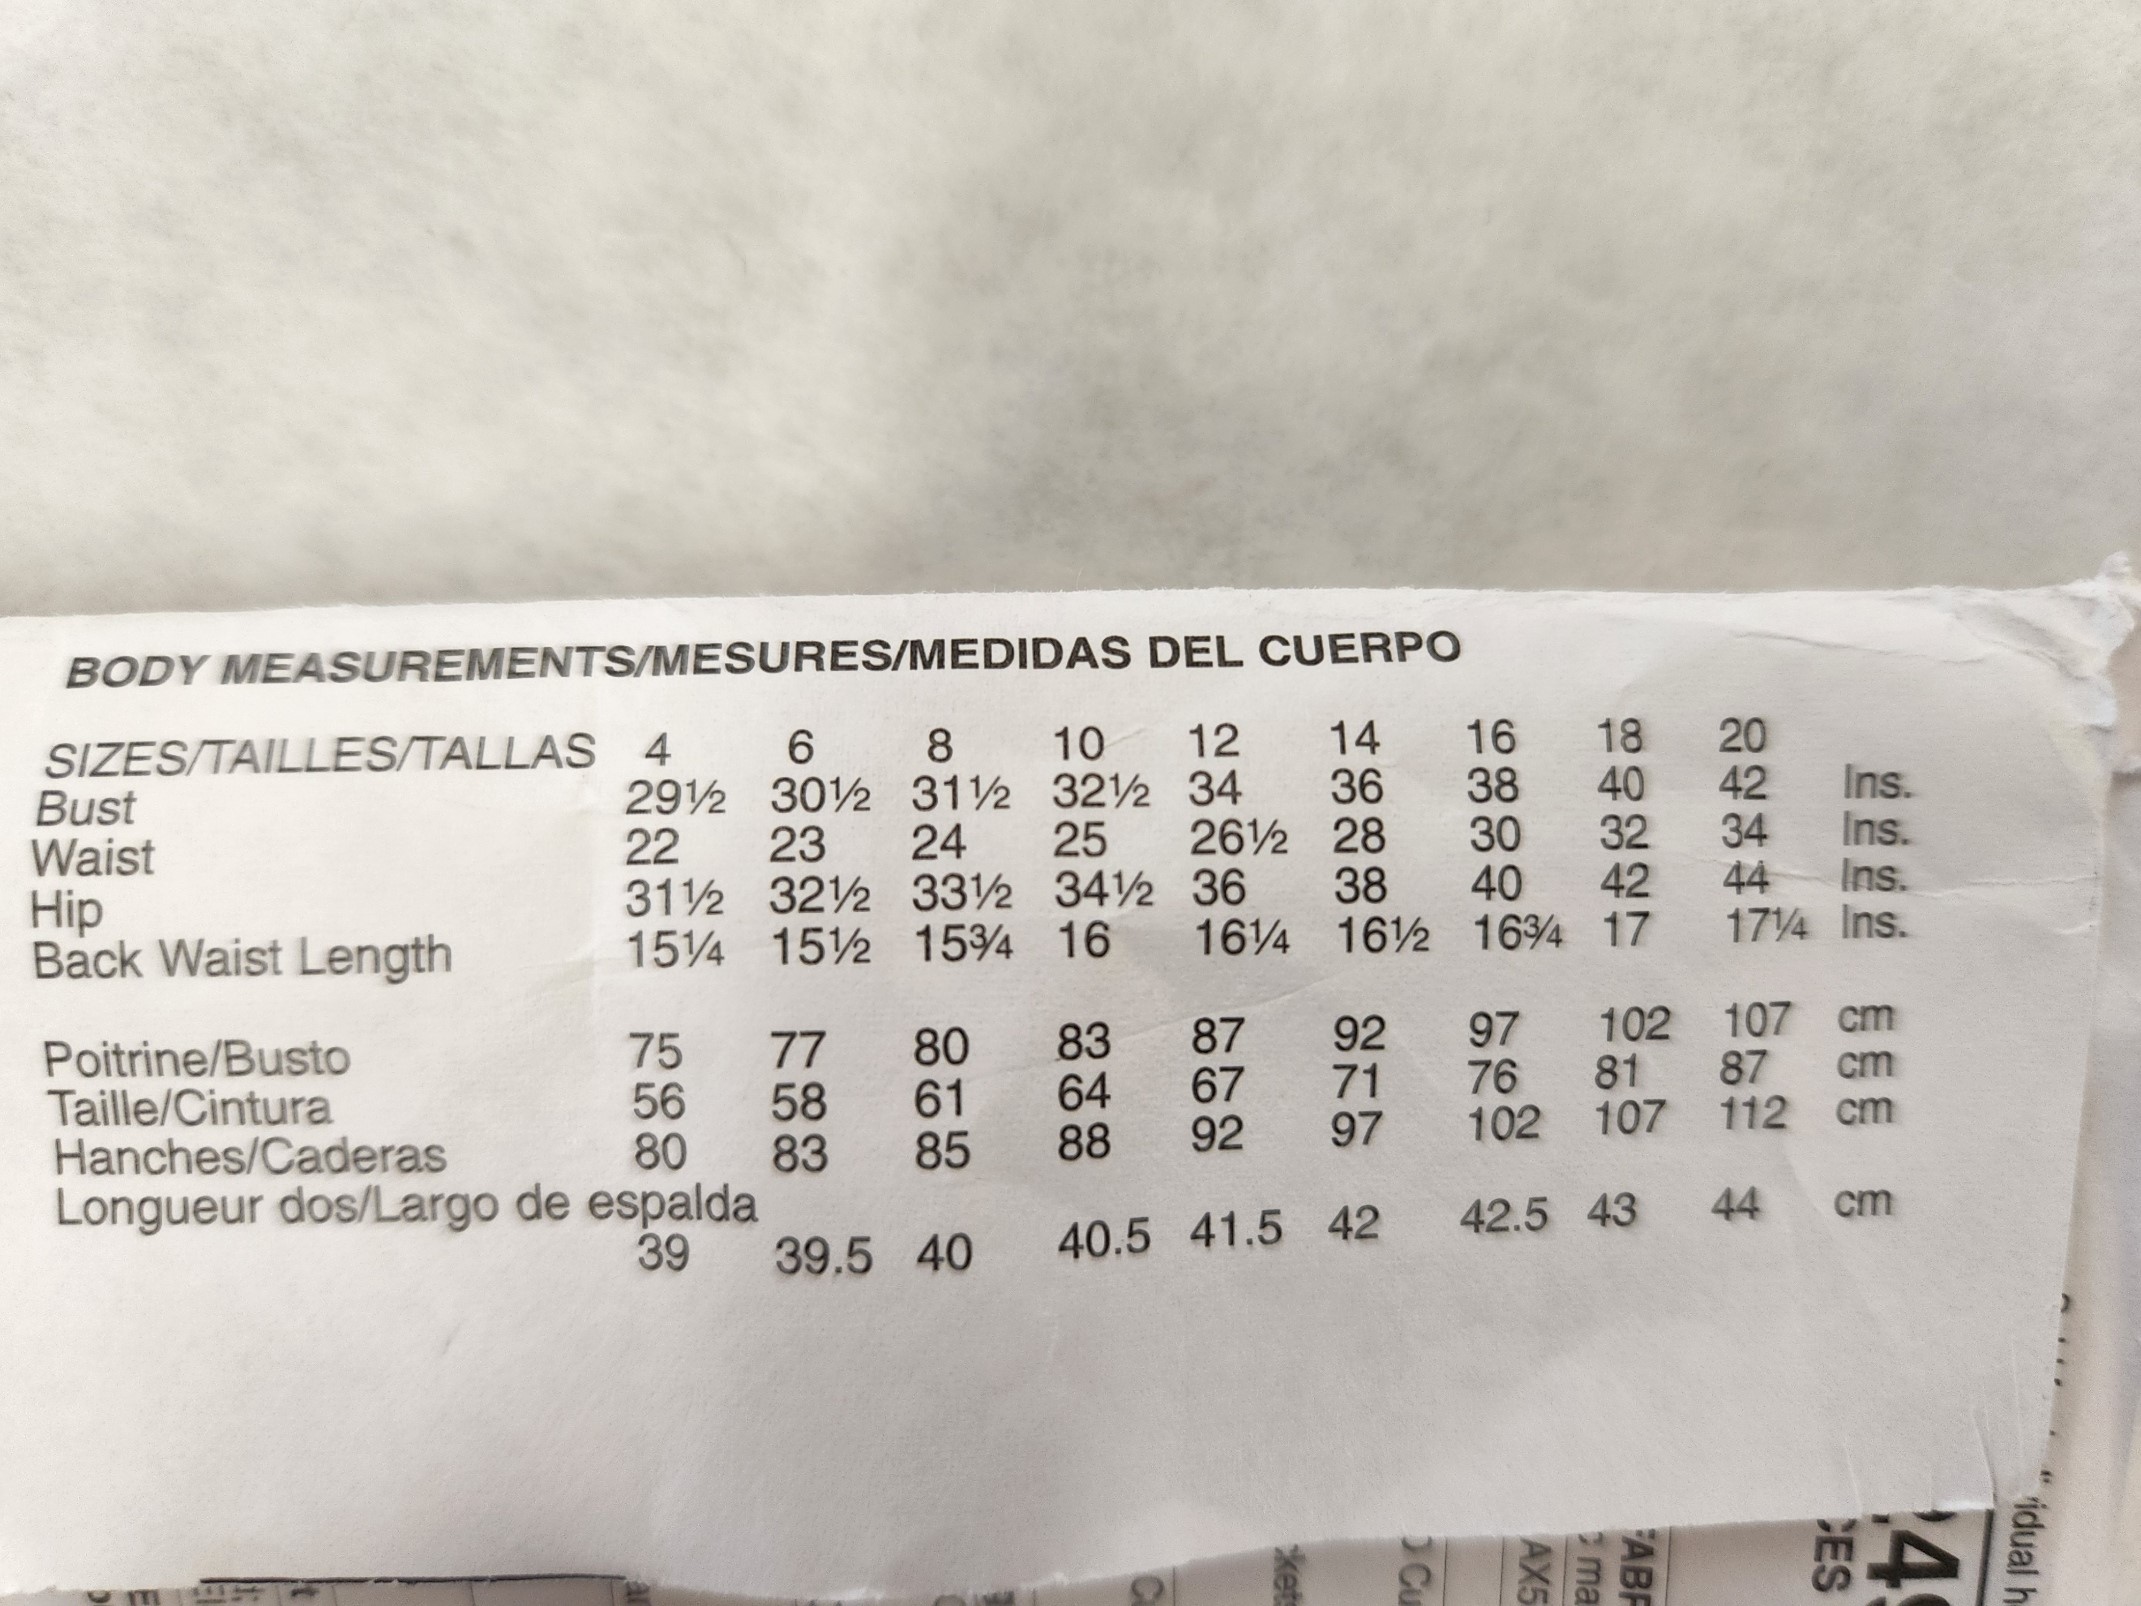 BODY MEASUREMENTS/MESURES/MEDIDAS DEL CUERPO
SIZES/TAILLES/TALLAS 4 6 8 10 12 14 16 18 20
Bust 29½ 30½ 31½ 32½ 34 36 38 40 42 Ins.
Waist 22 23 24 25 26½ 28 30 32 34 Ins.
Hip 31½ 32½ 33½ 34½ 36 38 40 42 44 Ins.
Back Waist Length 15¼ 15½ 15¾ 16 16¼ 16½ 16¾ 17 17¼ Ins.
Poitrine/Busto 75 77 80 83 87 92 97 102 107 cm
Taille/Cintura 56 58 61 64 67 71 76 81 87 cm
Hanches/Caderas 80 83 85 88 92 97 102 107 112 cm
Longueur dos/Largo de espalda
39 39.5 40 40.5 41.5 42 42.5 43 44 cm